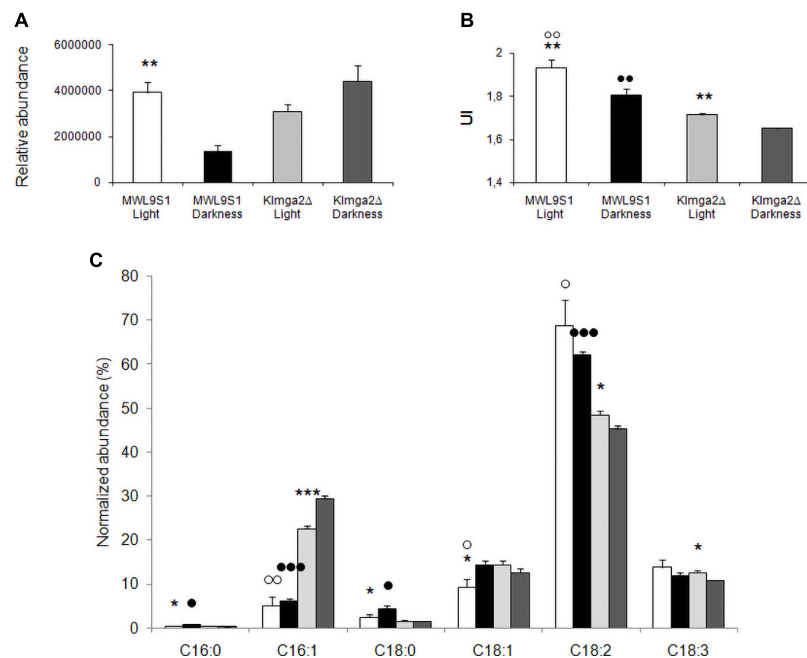 A
Relative abundance
6000000
**
4000000
2000000
0
MWL9S1 Light
MWL9S1 Darkness
Klmga2Δ Light
Klmga2Δ Darkness
B
UI
2
1,8
1,6
1,4
○○
**
●●
**
MWL9S1 Light
MWL9S1 Darkness
Klmga2Δ Light
Klmga2Δ Darkness
C
Normalized abundance (%)
80
70
60
50
40
30
20
10
0
* ●
○○ ●●● ***
* ●
○
*
○
●●●
*
*
C16:0 C16:1 C18:0 C18:1 C18:2 C18:3